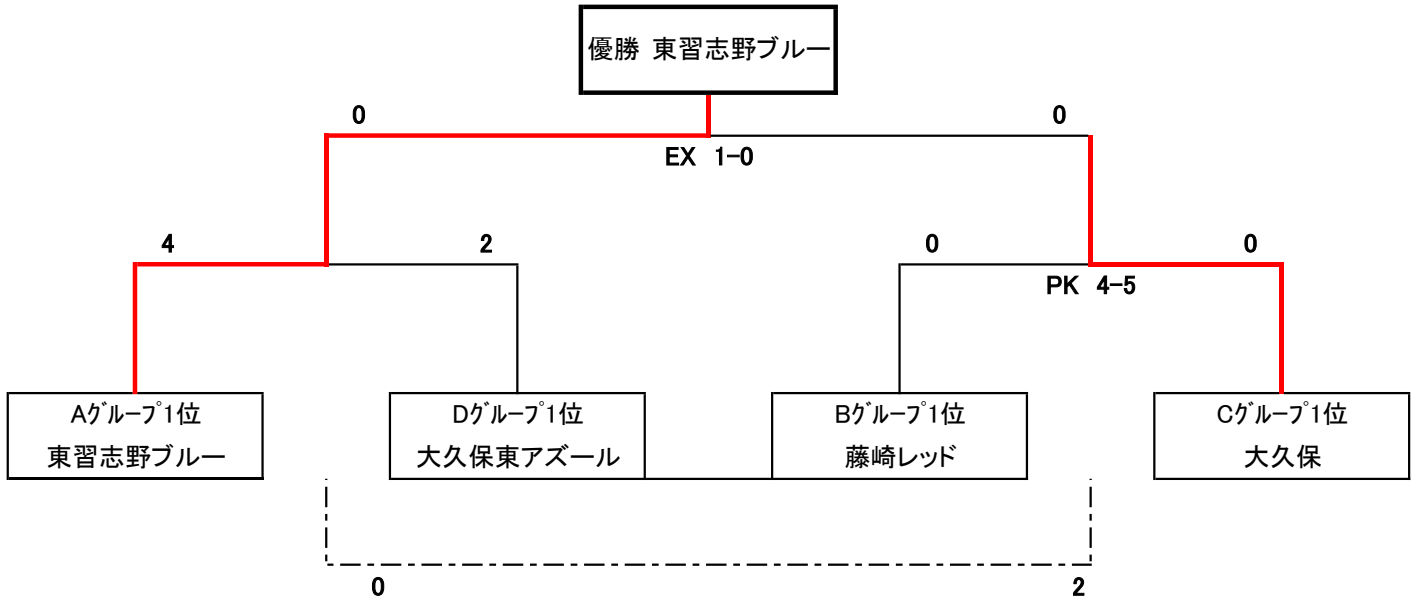 優勝 東習志野ブルー
0
0
EX 1-0
4
2
0
0
PK 4-5
Aｸﾞﾙｰﾌﾟ1位
東習志野ブルー
Dｸﾞﾙｰﾌﾟ1位
大久保東アズール
Bｸﾞﾙｰﾌﾟ1位
藤崎レッド
Cｸﾞﾙｰﾌﾟ1位
大久保
0
2